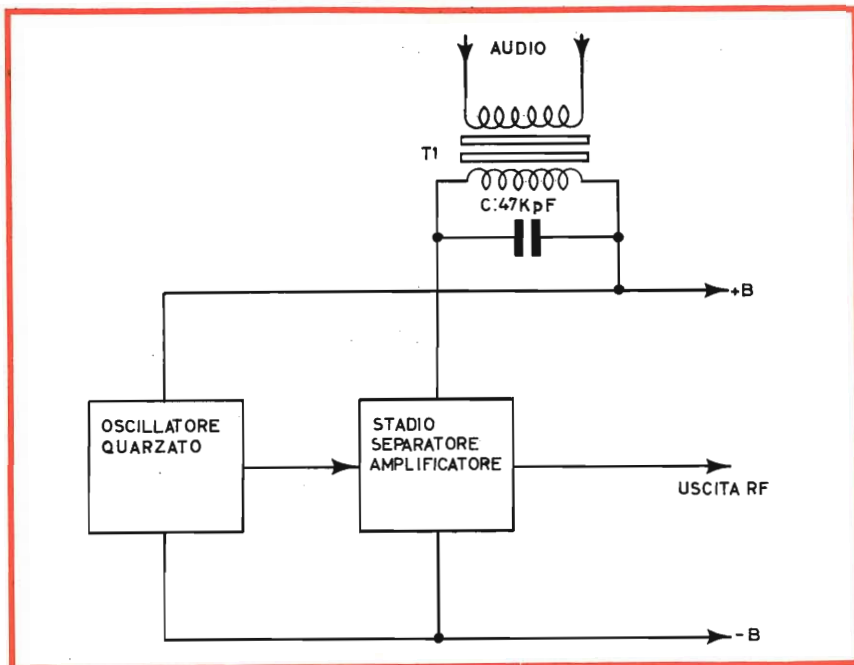 AUDIO
T1
C:47KpF
+B
OSCILLATORE
QUARZATO
STADIO
SEPARATORE
AMPLIFICATORE
USCITA RF
-B